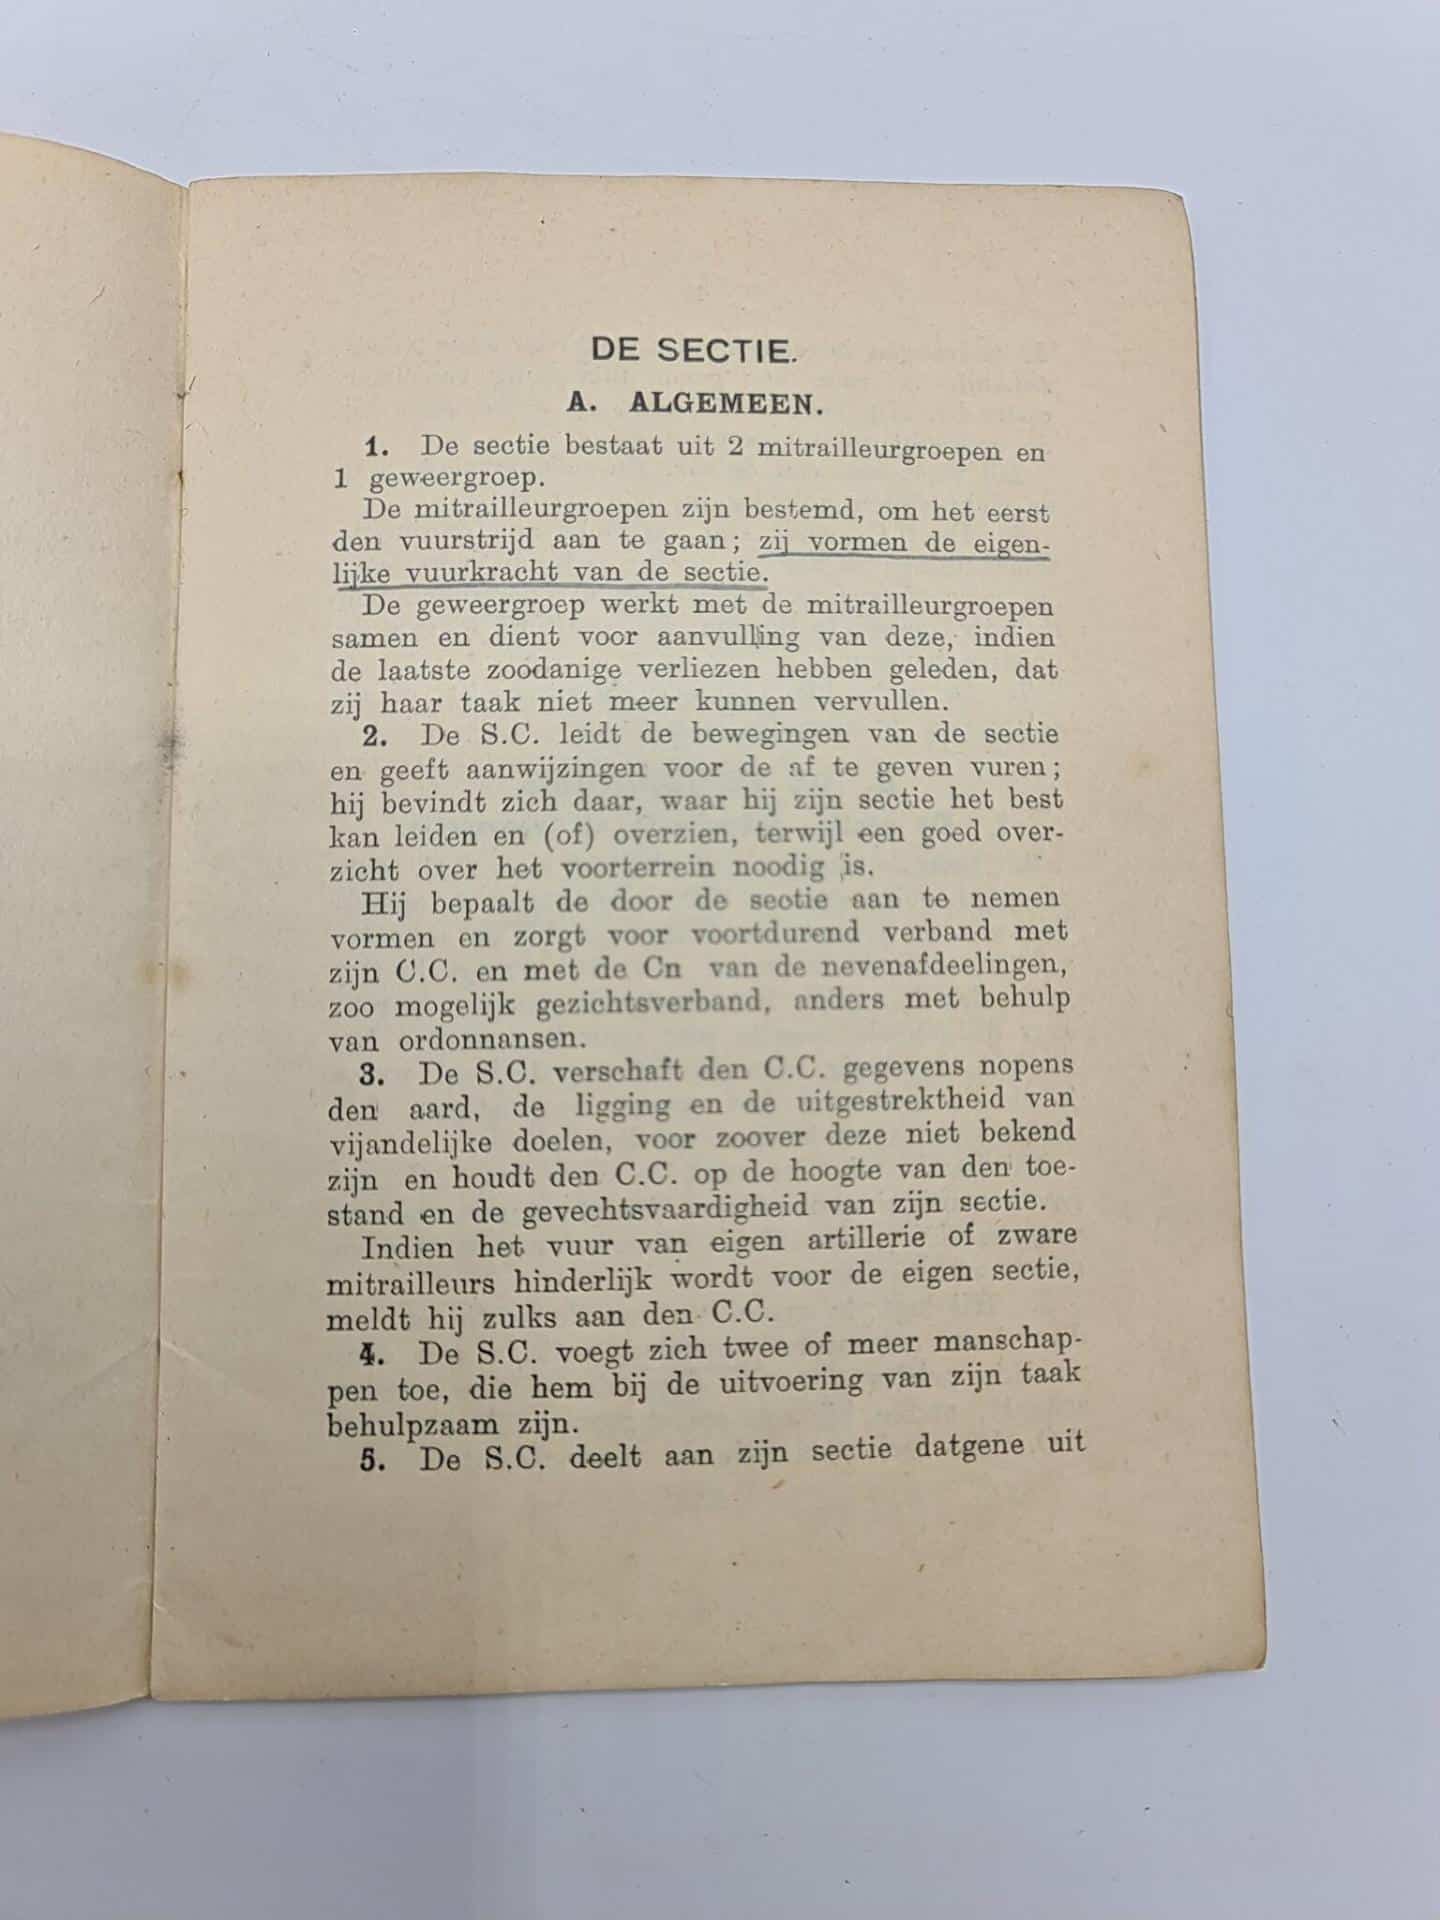 DE SECTIE.
A. ALGEMEEN.
1. De sectie bestaat uit 2 mitrailleurgroepen en
1 geweergroep.
De mitrailleurgroepen zijn bestemd, om het eerst
den vuurstrijd aan te gaan; zij vormen de eigen-
lijke vuurkracht van de sectie.
De geweergroep werkt met de mitrailleurgroepen
samen en dient voor aanvulling van deze, indien
de laatste zoodanige verliezen hebben geleden, dat
zij haar taak niet meer kunnen vervullen.
2. De S.C. leidt de bewegingen van de sectie
en geeft aanwijzingen voor de af te geven vuren;
hij bevindt zich daar, waar hij zijn sectie het best
kan leiden en (of) overzien, terwijl een goed over-
zicht over het voorterrein noodig is.
Hij bepaalt de door de sectie aan te nemen
vormen en zorgt voor voortdurend verband met
zijn C.C. en met de Cn van de nevenafdeelingen,
zoo mogelijk gezichtsverband, anders met behulp
van ordonnansen.
3. De S.C. verschaft den C.C. gegevens nopens
den aard, de ligging en de uitgestrektheid van
vijandelijke doelen, voor zoover deze niet bekend
zijn en houdt den C.C. op de hoogte van den toe-
stand en de gevechtsvaardigheid van zijn sectie.
Indien het vuur van eigen artillerie of zware
mitrailleurs hinderlijk wordt voor de eigen sectie,
meldt hij zulks aan den C.C.
4. De S.C. voegt zich twee of meer manschap-
pen toe, die hem bij de uitvoering van zijn taak
behulpzaam zijn.
5. De S.C. deelt aan zijn sectie datgene uit